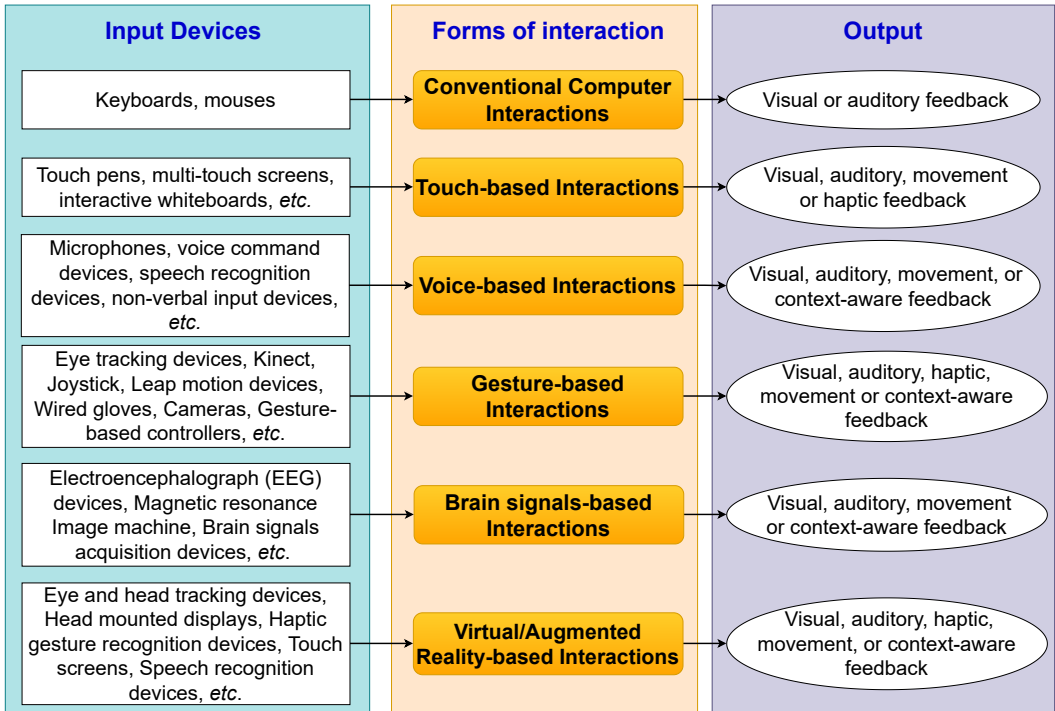 Input Devices
Forms of interaction
Output
Keyboards, mouses
Conventional Computer
Interactions
Visual or auditory feedback
Touch pens, multi-touch screens,
interactive whiteboards, etc.
Touch-based Interactions
Visual, auditory, movement
or haptic feedback
Microphones, voice command
devices, speech recognition
devices, non-verbal input devices,
etc.
Voice-based Interactions
Visual, auditory, movement, or
context-aware feedback
Eye tracking devices, Kinect,
Joystick, Leap motion devices,
Wired gloves, Cameras, Gesture-
based controllers, etc.
Gesture-based
Interactions
Visual, auditory, haptic,
movement or context-aware
feedback
Electroencephalograph (EEG)
devices, Magnetic resonance
Image machine, Brain signals
acquisition devices, etc.
Brain signals-based
Interactions
Visual, auditory, movement
or context-aware feedback
Eye and head tracking devices,
Head mounted displays, Haptic
gesture recognition devices, Touch
screens, Speech recognition
devices, etc.
Virtual/Augmented
Reality-based Interactions
Visual, auditory, haptic,
movement, or context-aware
feedback